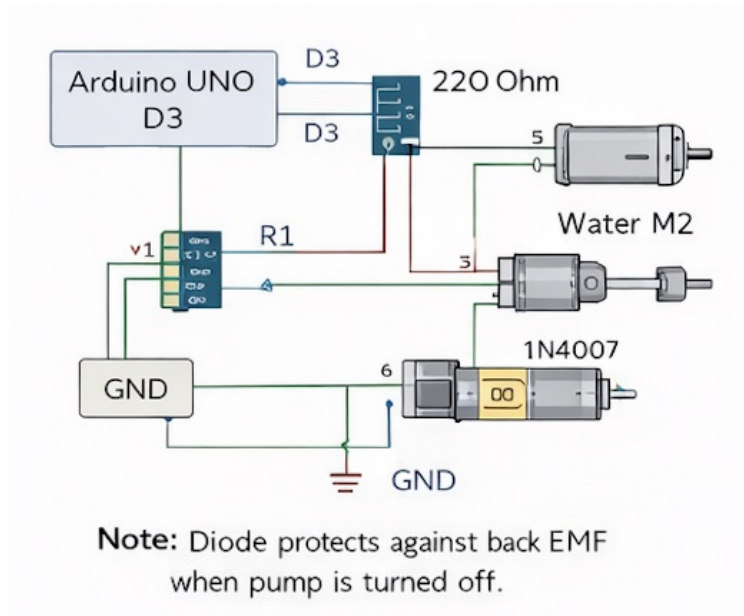 Arduino UNO
D3
D3
D3
220 Ohm
5
Water M2
v1
R1
3
1N4007
GND
6
GND
Note: Diode protects against back EMF
when pump is turned off.